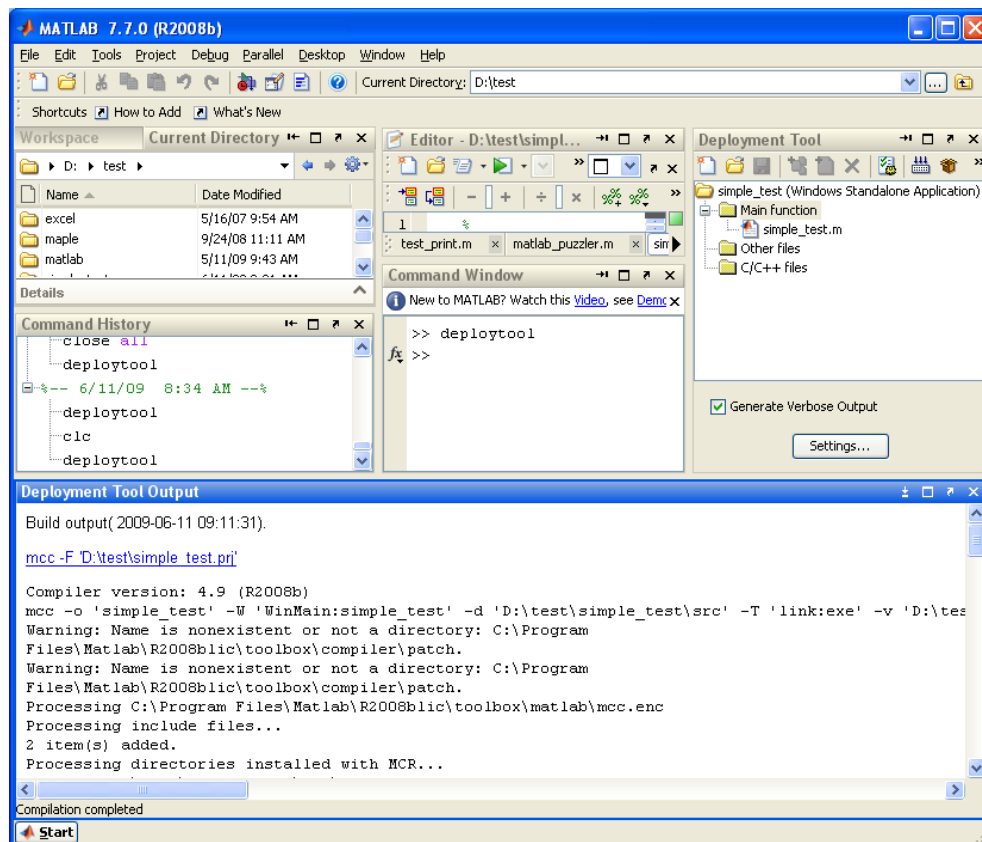 MATLAB 7.7.0 (R2008b)
File Edit Tools Project Debug Parallel Desktop Window Help
Current Directory: D:\test
Shortcuts How to Add What's New
Workspace Current Directory
D: test
Name Date Modified
excel 5/16/07 9:54 AM
maple 9/24/08 11:11 AM
matlab 5/11/09 9:43 AM
Details
Command History
close all
deploytool
%-- 6/11/09 8:34 AM --%
deploytool
clc
deploytool
Editor - D:\test\simpl...
1 %
test_print.m matlab_puzzler.m sim
Command Window
New to MATLAB? Watch this Video, see Demo
>> deploytool
fx >>
Deployment Tool
simple_test (Windows Standalone Application)
Main function
simple_test.m
Other files
C/C++ files
Generate Verbose Output
Settings...
Deployment Tool Output
Build output( 2009-06-11 09:11:31).
mcc -F 'D:\test\simple_test.prj'
Compiler version: 4.9 (R2008b)
mcc -o 'simple_test' -W 'WinMain:simple_test' -d 'D:\test\simple_test\src' -T 'link:exe' -v 'D:\tes
Warning: Name is nonexistent or not a directory: C:\Program
Files\Matlab\R2008blic\toolbox\compiler\patch.
Warning: Name is nonexistent or not a directory: C:\Program
Files\Matlab\R2008blic\toolbox\compiler\patch.
Processing C:\Program Files\Matlab\R2008blic\toolbox\matlab\mcc.enc
Processing include files...
2 item(s) added.
Processing directories installed with MCR...
Compilation completed
Start